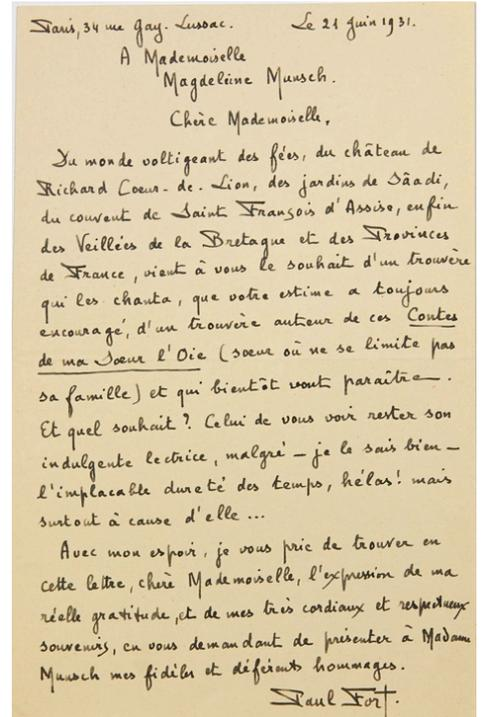 Paris, 34 rue Gay-Lussac. Le 21 Juin 1931.
A Mademoiselle
Magdeleine Munsch.
Chère Mademoiselle,
Du monde voltigeant des fées, du château de
Richard Coeur-de-Lion, des jardins de Sâadi,
du couvent de Saint François d'Assise, enfin
des Veillées de la Bretagne et des Provinces
de France, vient à vous le souhait d'un trouvère
qui les chanta, que votre estime a toujours
encouragé, d'un trouvère auteur de ces Contes
de ma Soeur l'Oie (soeur où ne se limite pas
sa famille) et qui bientôt vont paraître.
Et quel souhait? Celui de vous voir rester son
indulgente lectrice, malgré – je le sais bien –
l'implacable dureté des temps, hélas! mais
surtout à cause d'elle...
Avec mon espoir, je vous prie de trouver en
cette lettre, chère Mademoiselle, l'expression de ma
réelle gratitude, et de mes très cordiaux et respectueux
souvenirs, en vous demandant de présenter à Madame
Munsch mes fidèles et déférents hommages.
Paul Fort.